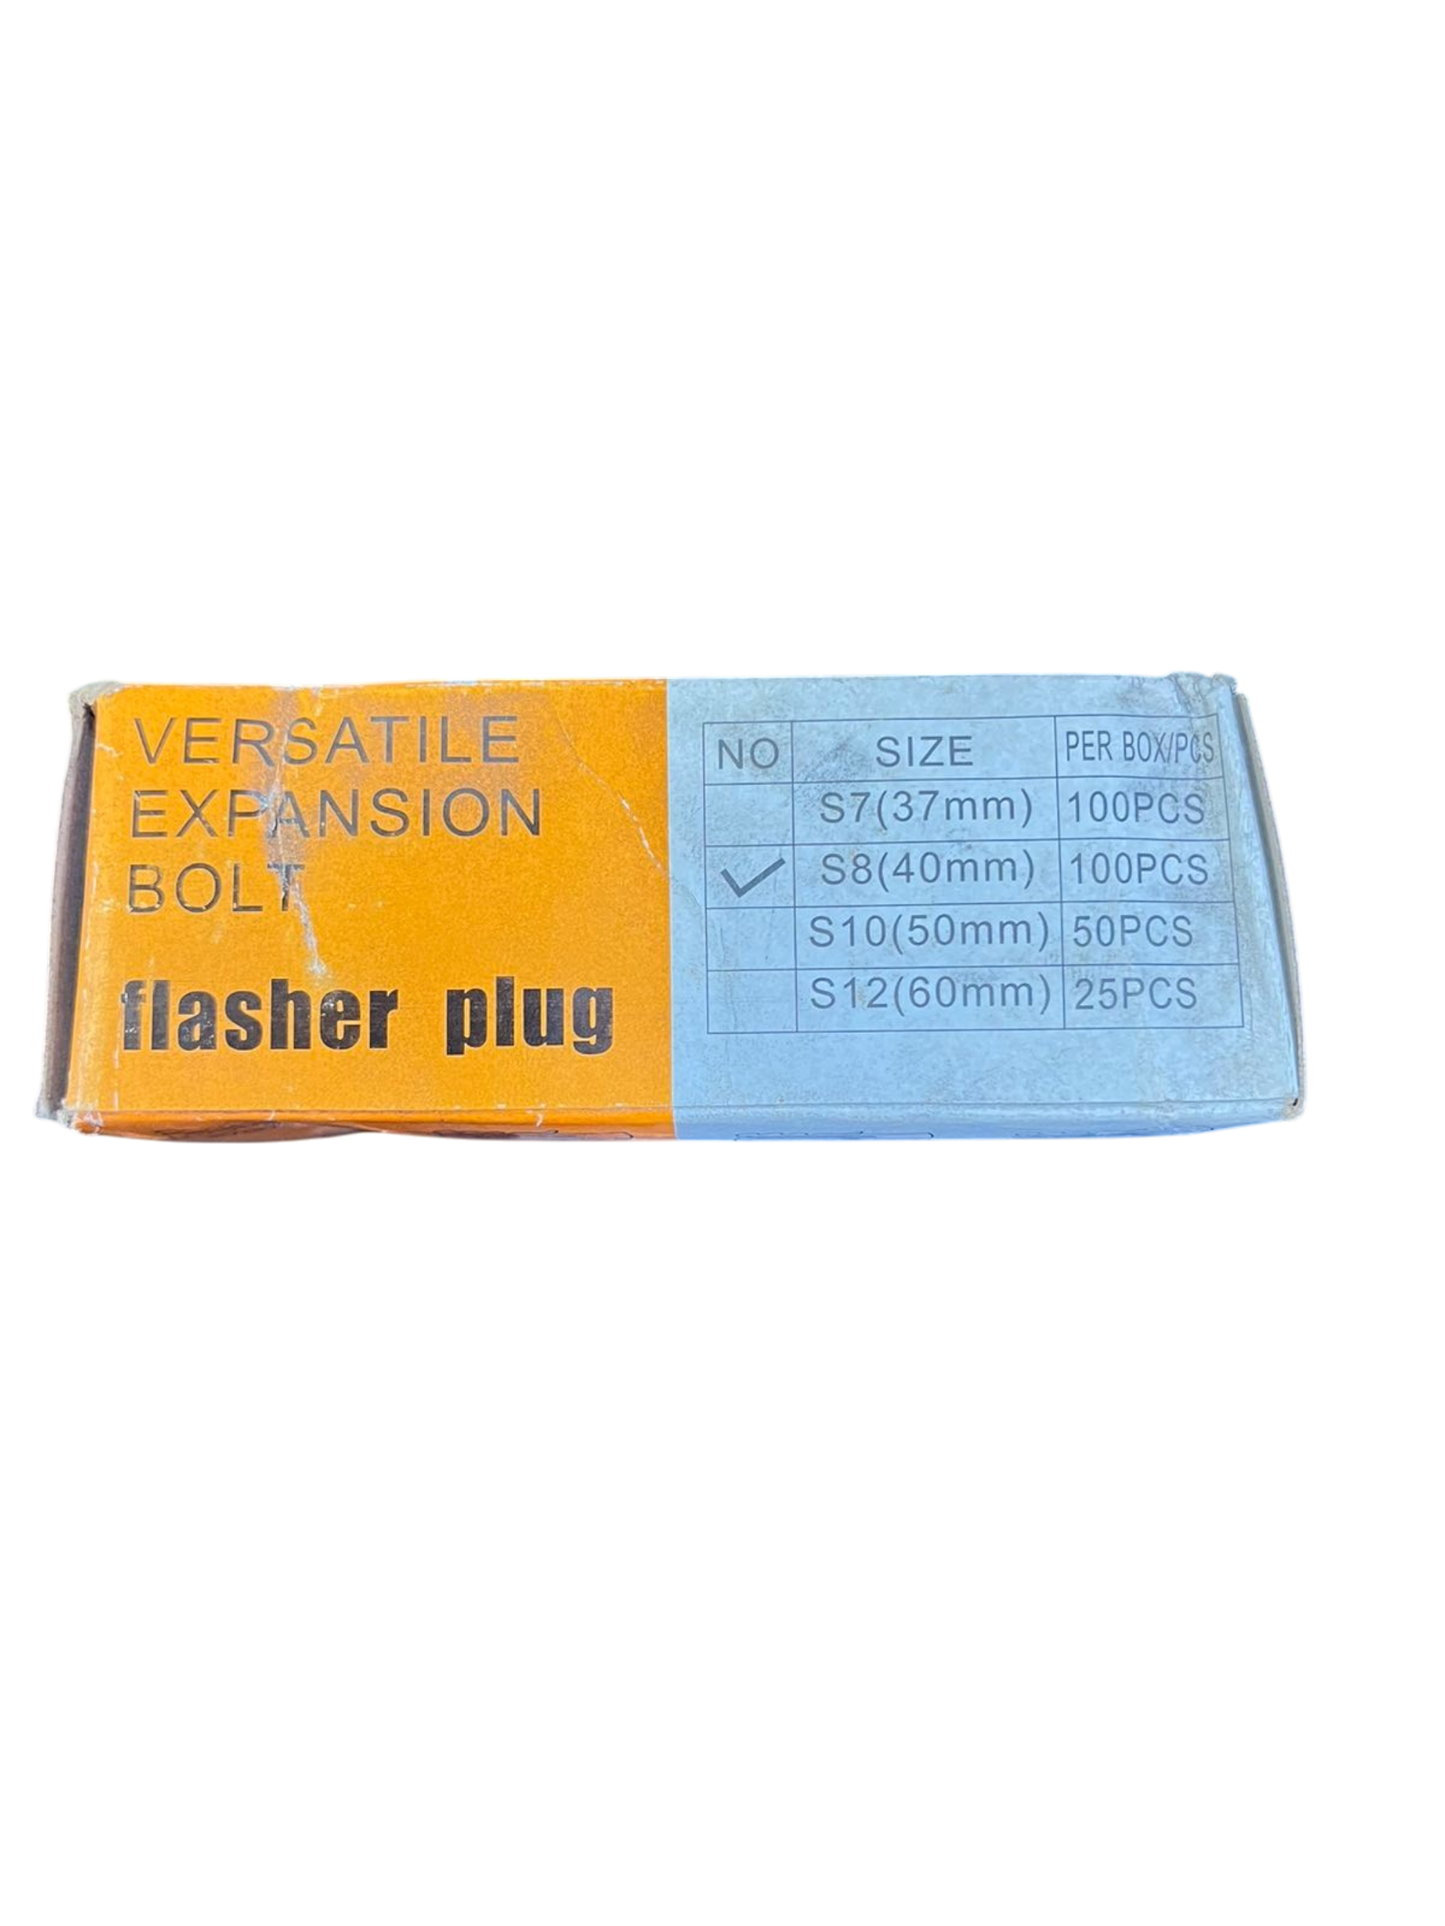 VERSATILE
EXPANSION
BOLT
flasher plug
NO SIZE PER BOX/PCS
S7(37mm) 100PCS
✓ S8(40mm) 100PCS
S10(50mm) 50PCS
S12(60mm) 25PCS